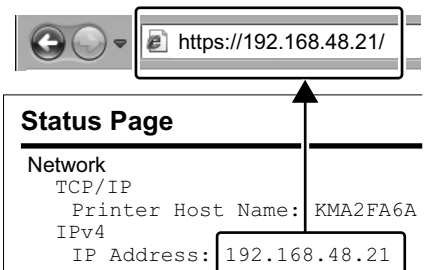 https://192.168.48.21/
Status Page
Network
TCP/IP
Printer Host Name: KMA2FA6A
IPv4
IP Address: 192.168.48.21